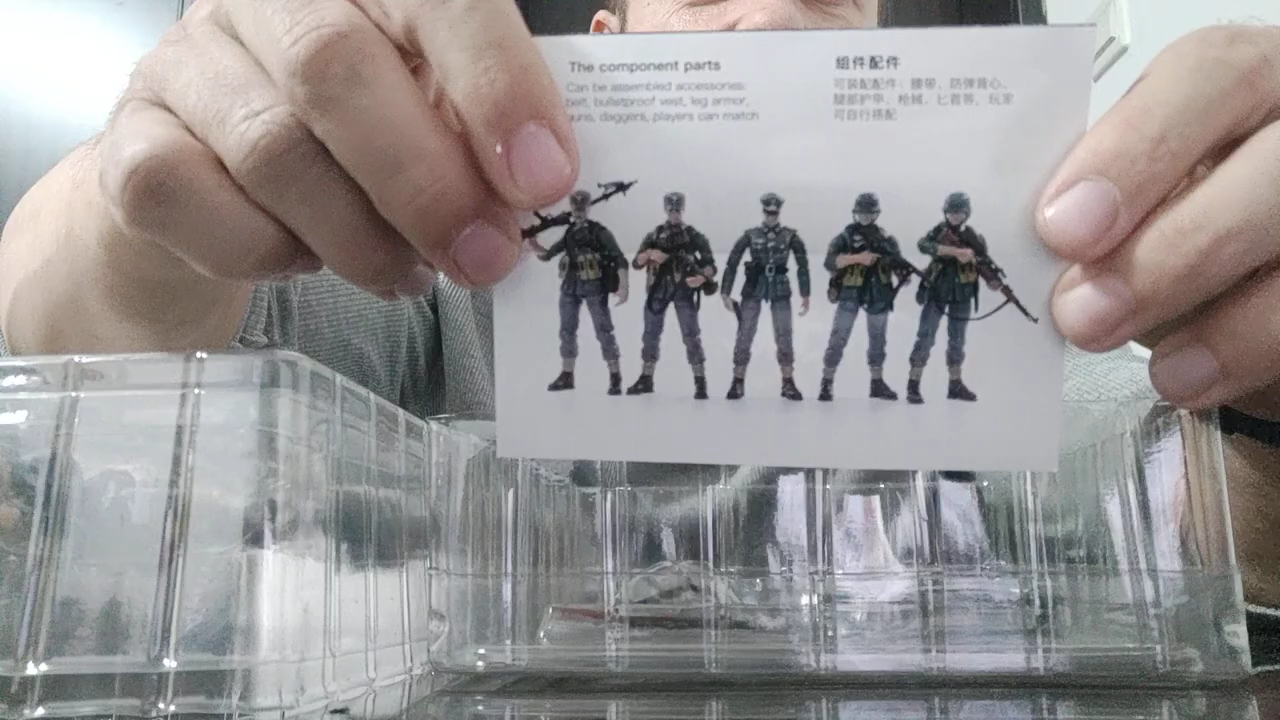 The component parts
Can be assembled accessories:
belt, bulletproof vest, leg armor,
guns, daggers, players can match
组件配件
可装配配件：腰带、防弹背心、
腿部护甲、枪械、匕首等，玩家
可自行搭配